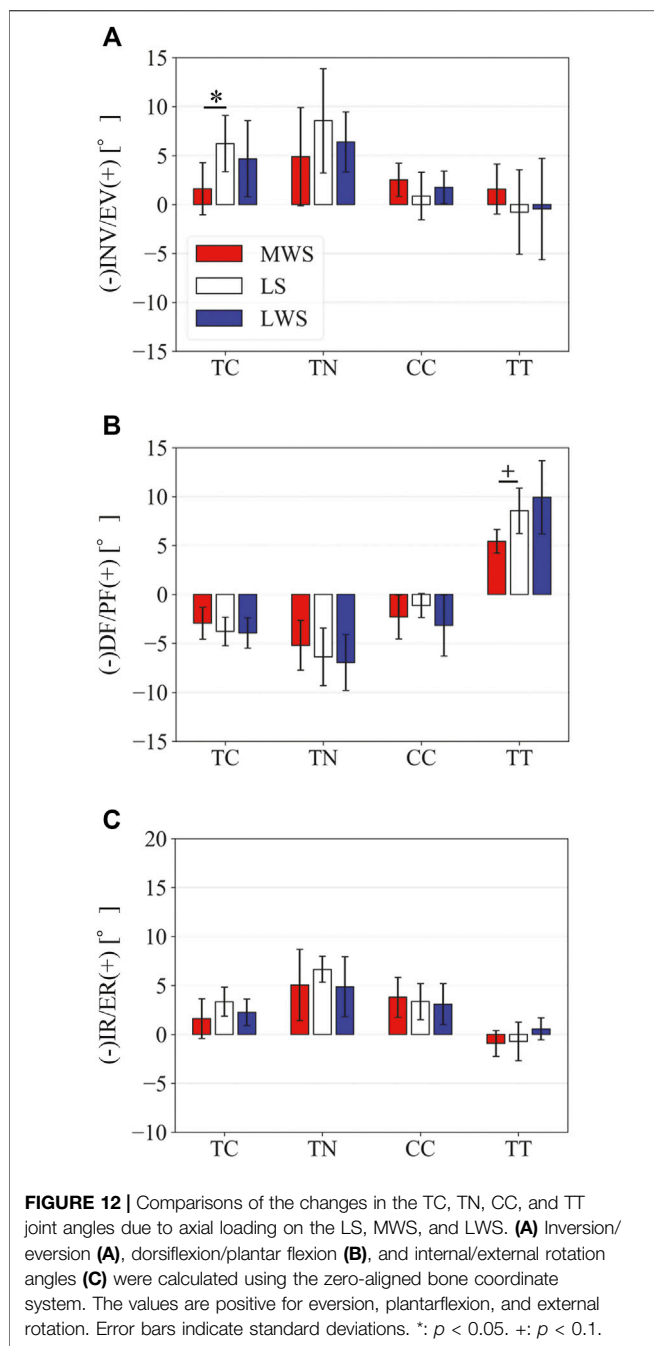 A
(-)INV/EV(+) [° ]
15
10
5
0
−5
−10
−15
*
MWS
LS
LWS
TC TN CC TT
B
(-)DF/PF(+) [° ]
15
10
5
0
−5
−10
−15
+
TC TN CC TT
C
(-)IR/ER(+) [° ]
20
15
10
5
0
−5
−10
TC TN CC TT
FIGURE 12 | Comparisons of the changes in the TC, TN, CC, and TT
joint angles due to axial loading on the LS, MWS, and LWS. (A) Inversion/
eversion (A), dorsiflexion/plantar flexion (B), and internal/external rotation
angles (C) were calculated using the zero-aligned bone coordinate
system. The values are positive for eversion, plantarflexion, and external
rotation. Error bars indicate standard deviations. *: p < 0.05. +: p < 0.1.